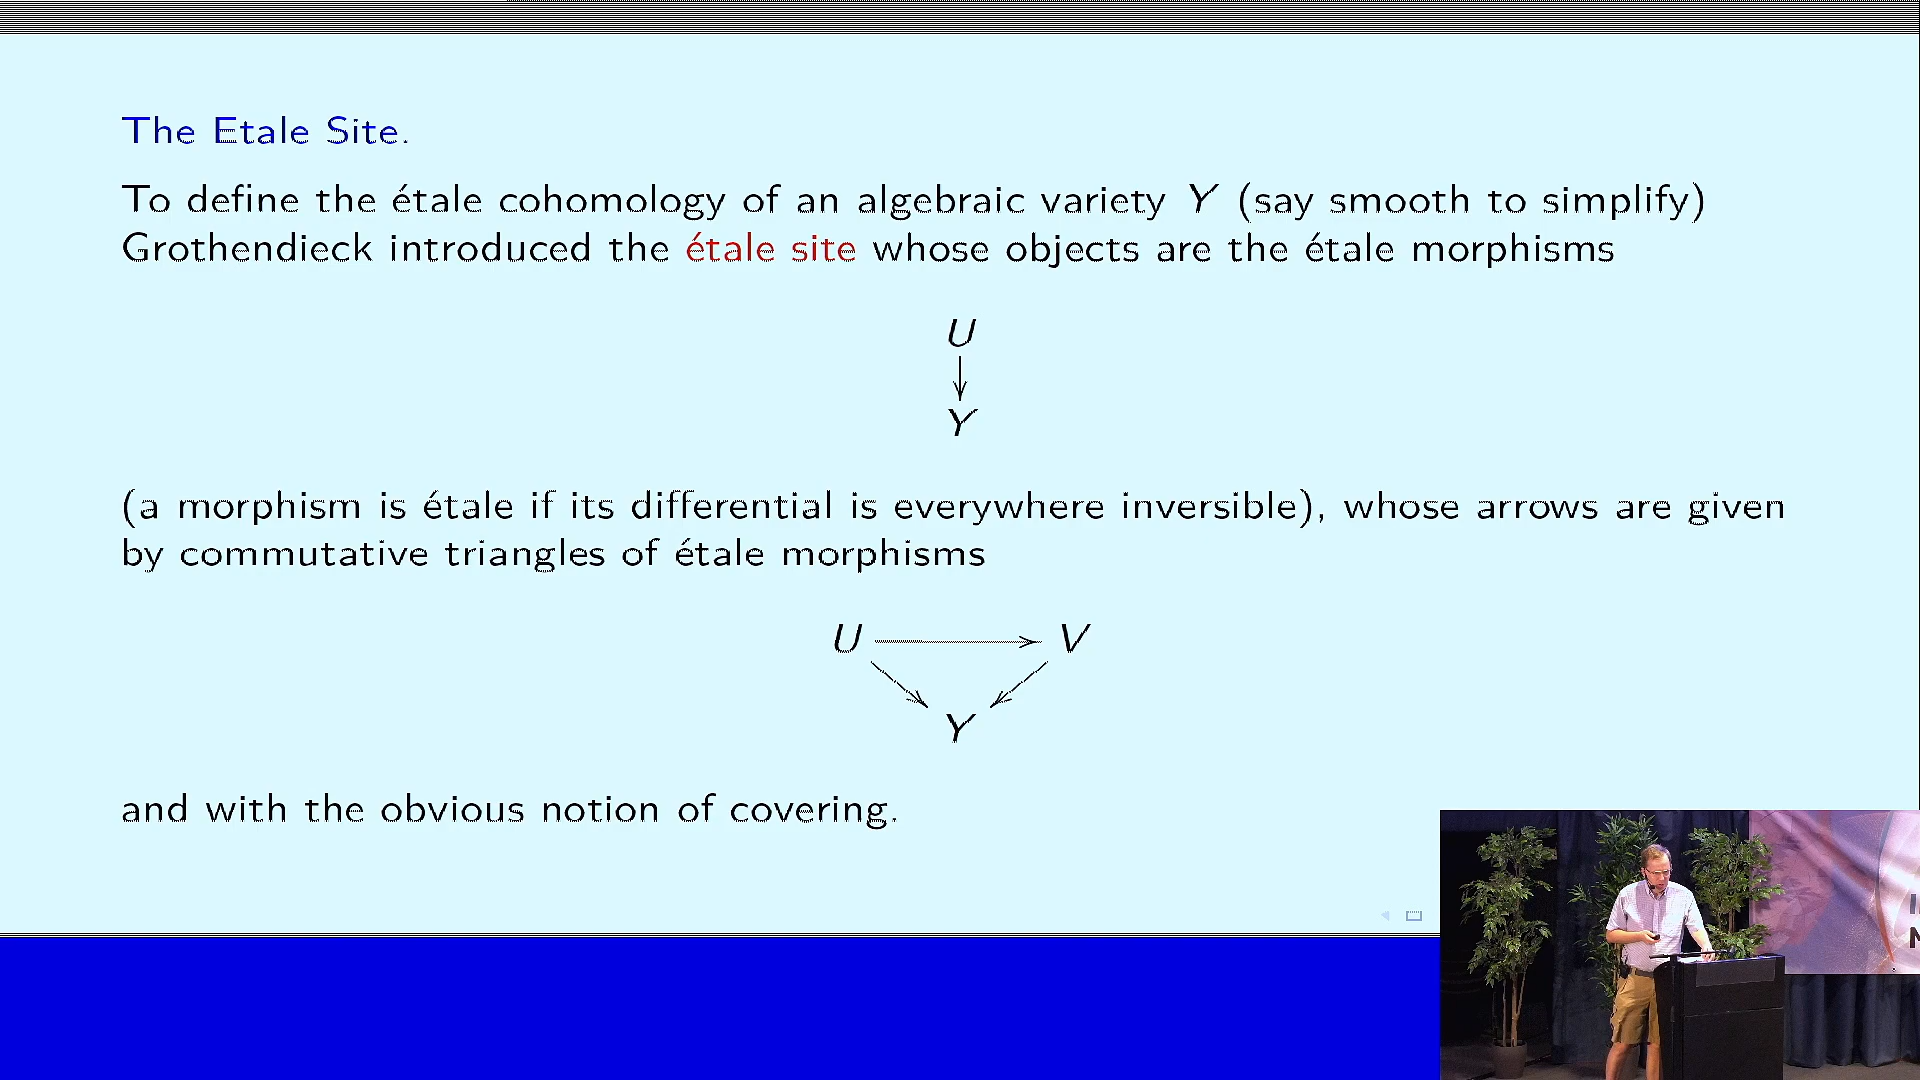 The Etale Site.
To define the étale cohomology of an algebraic variety Y (say smooth to simplify)
Grothendieck introduced the étale site whose objects are the étale morphisms
U
Y
(a morphism is étale if its differential is everywhere inversible), whose arrows are given
by commutative triangles of étale morphisms
U V
Y
and with the obvious notion of covering.